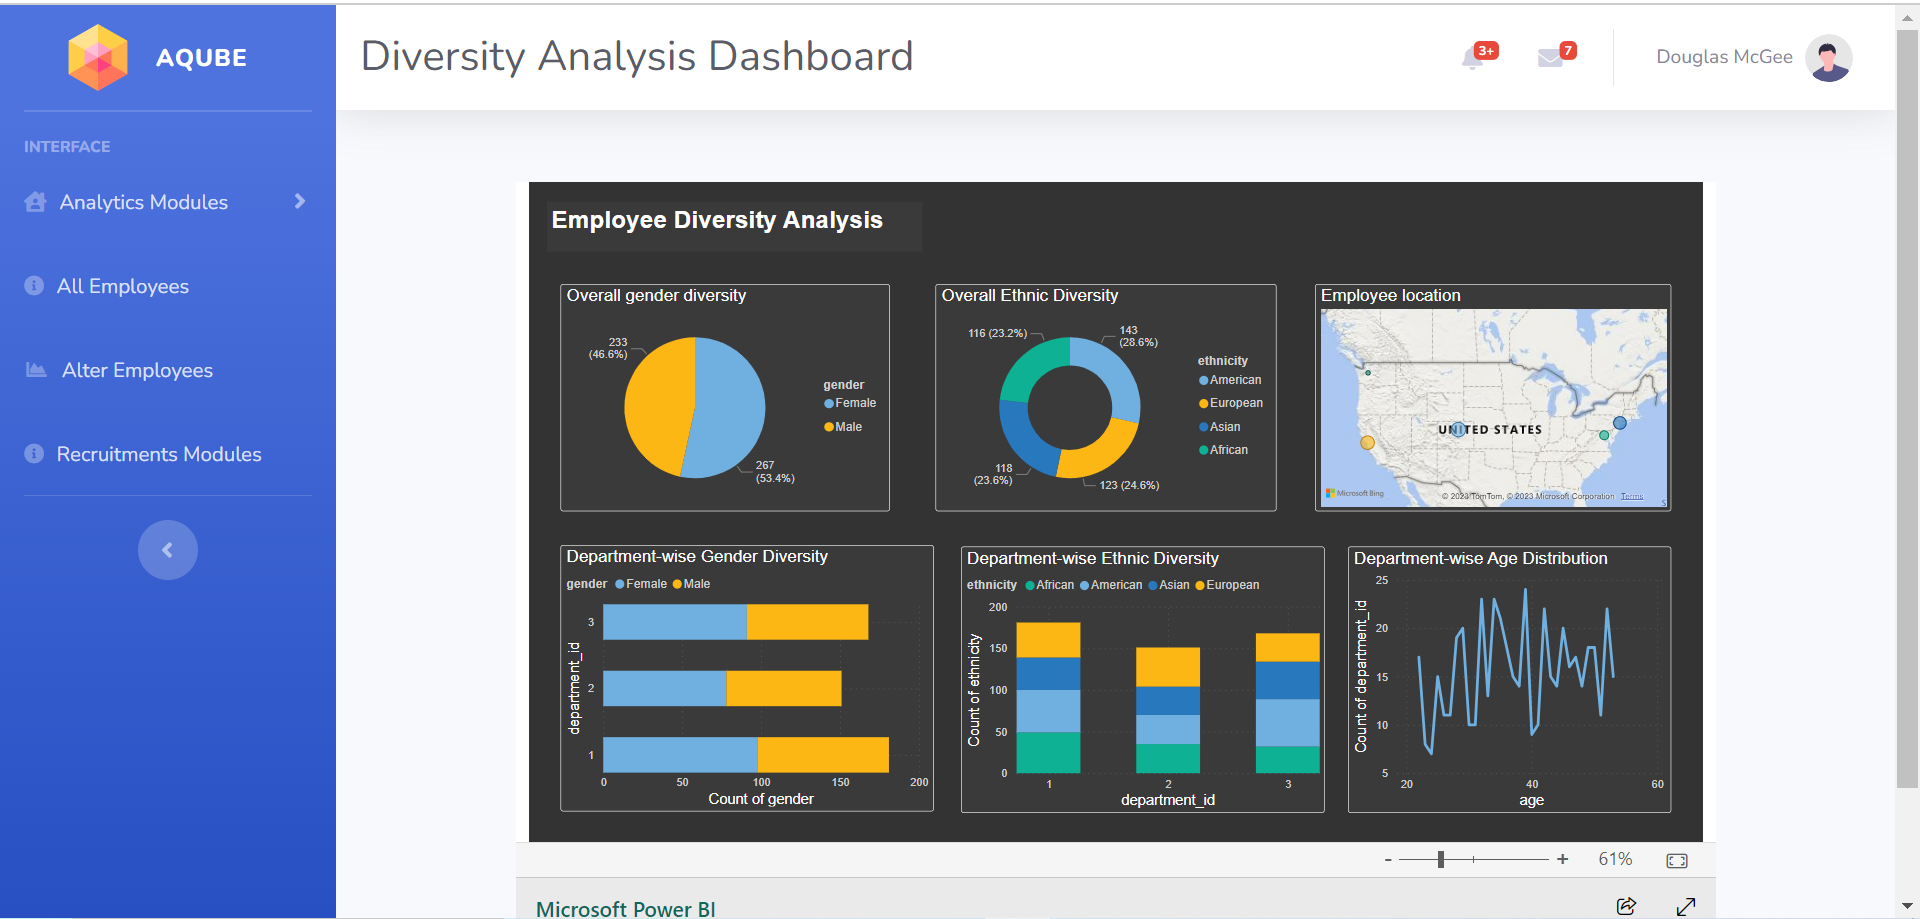 AQUBE
Diversity Analysis Dashboard
3+
7
Douglas McGee
INTERFACE
Analytics Modules
All Employees
Alter Employees
Recruitments Modules
Employee Diversity Analysis
Overall gender diversity
233
(46.6%)
267
(53.4%)
gender
Female
Male
Overall Ethnic Diversity
116 (23.2%)
143
(28.6%)
118
(23.6%)
123 (24.6%)
ethnicity
American
European
Asian
African
Employee location
UNITED STATES
Microsoft Bing
© 2023 TomTom, © 2023 Microsoft Corporation Terms
Department-wise Gender Diversity
gender Female Male
department_id
3
2
1
0 50 100 150 200
Count of gender
Department-wise Ethnic Diversity
ethnicity African American Asian European
Count of ethnicity
200
150
100
50
0
1 2 3
department_id
Department-wise Age Distribution
Count of department_id
25
20
15
10
5
20 40 60
age
- + 61%
Microsoft Power BI